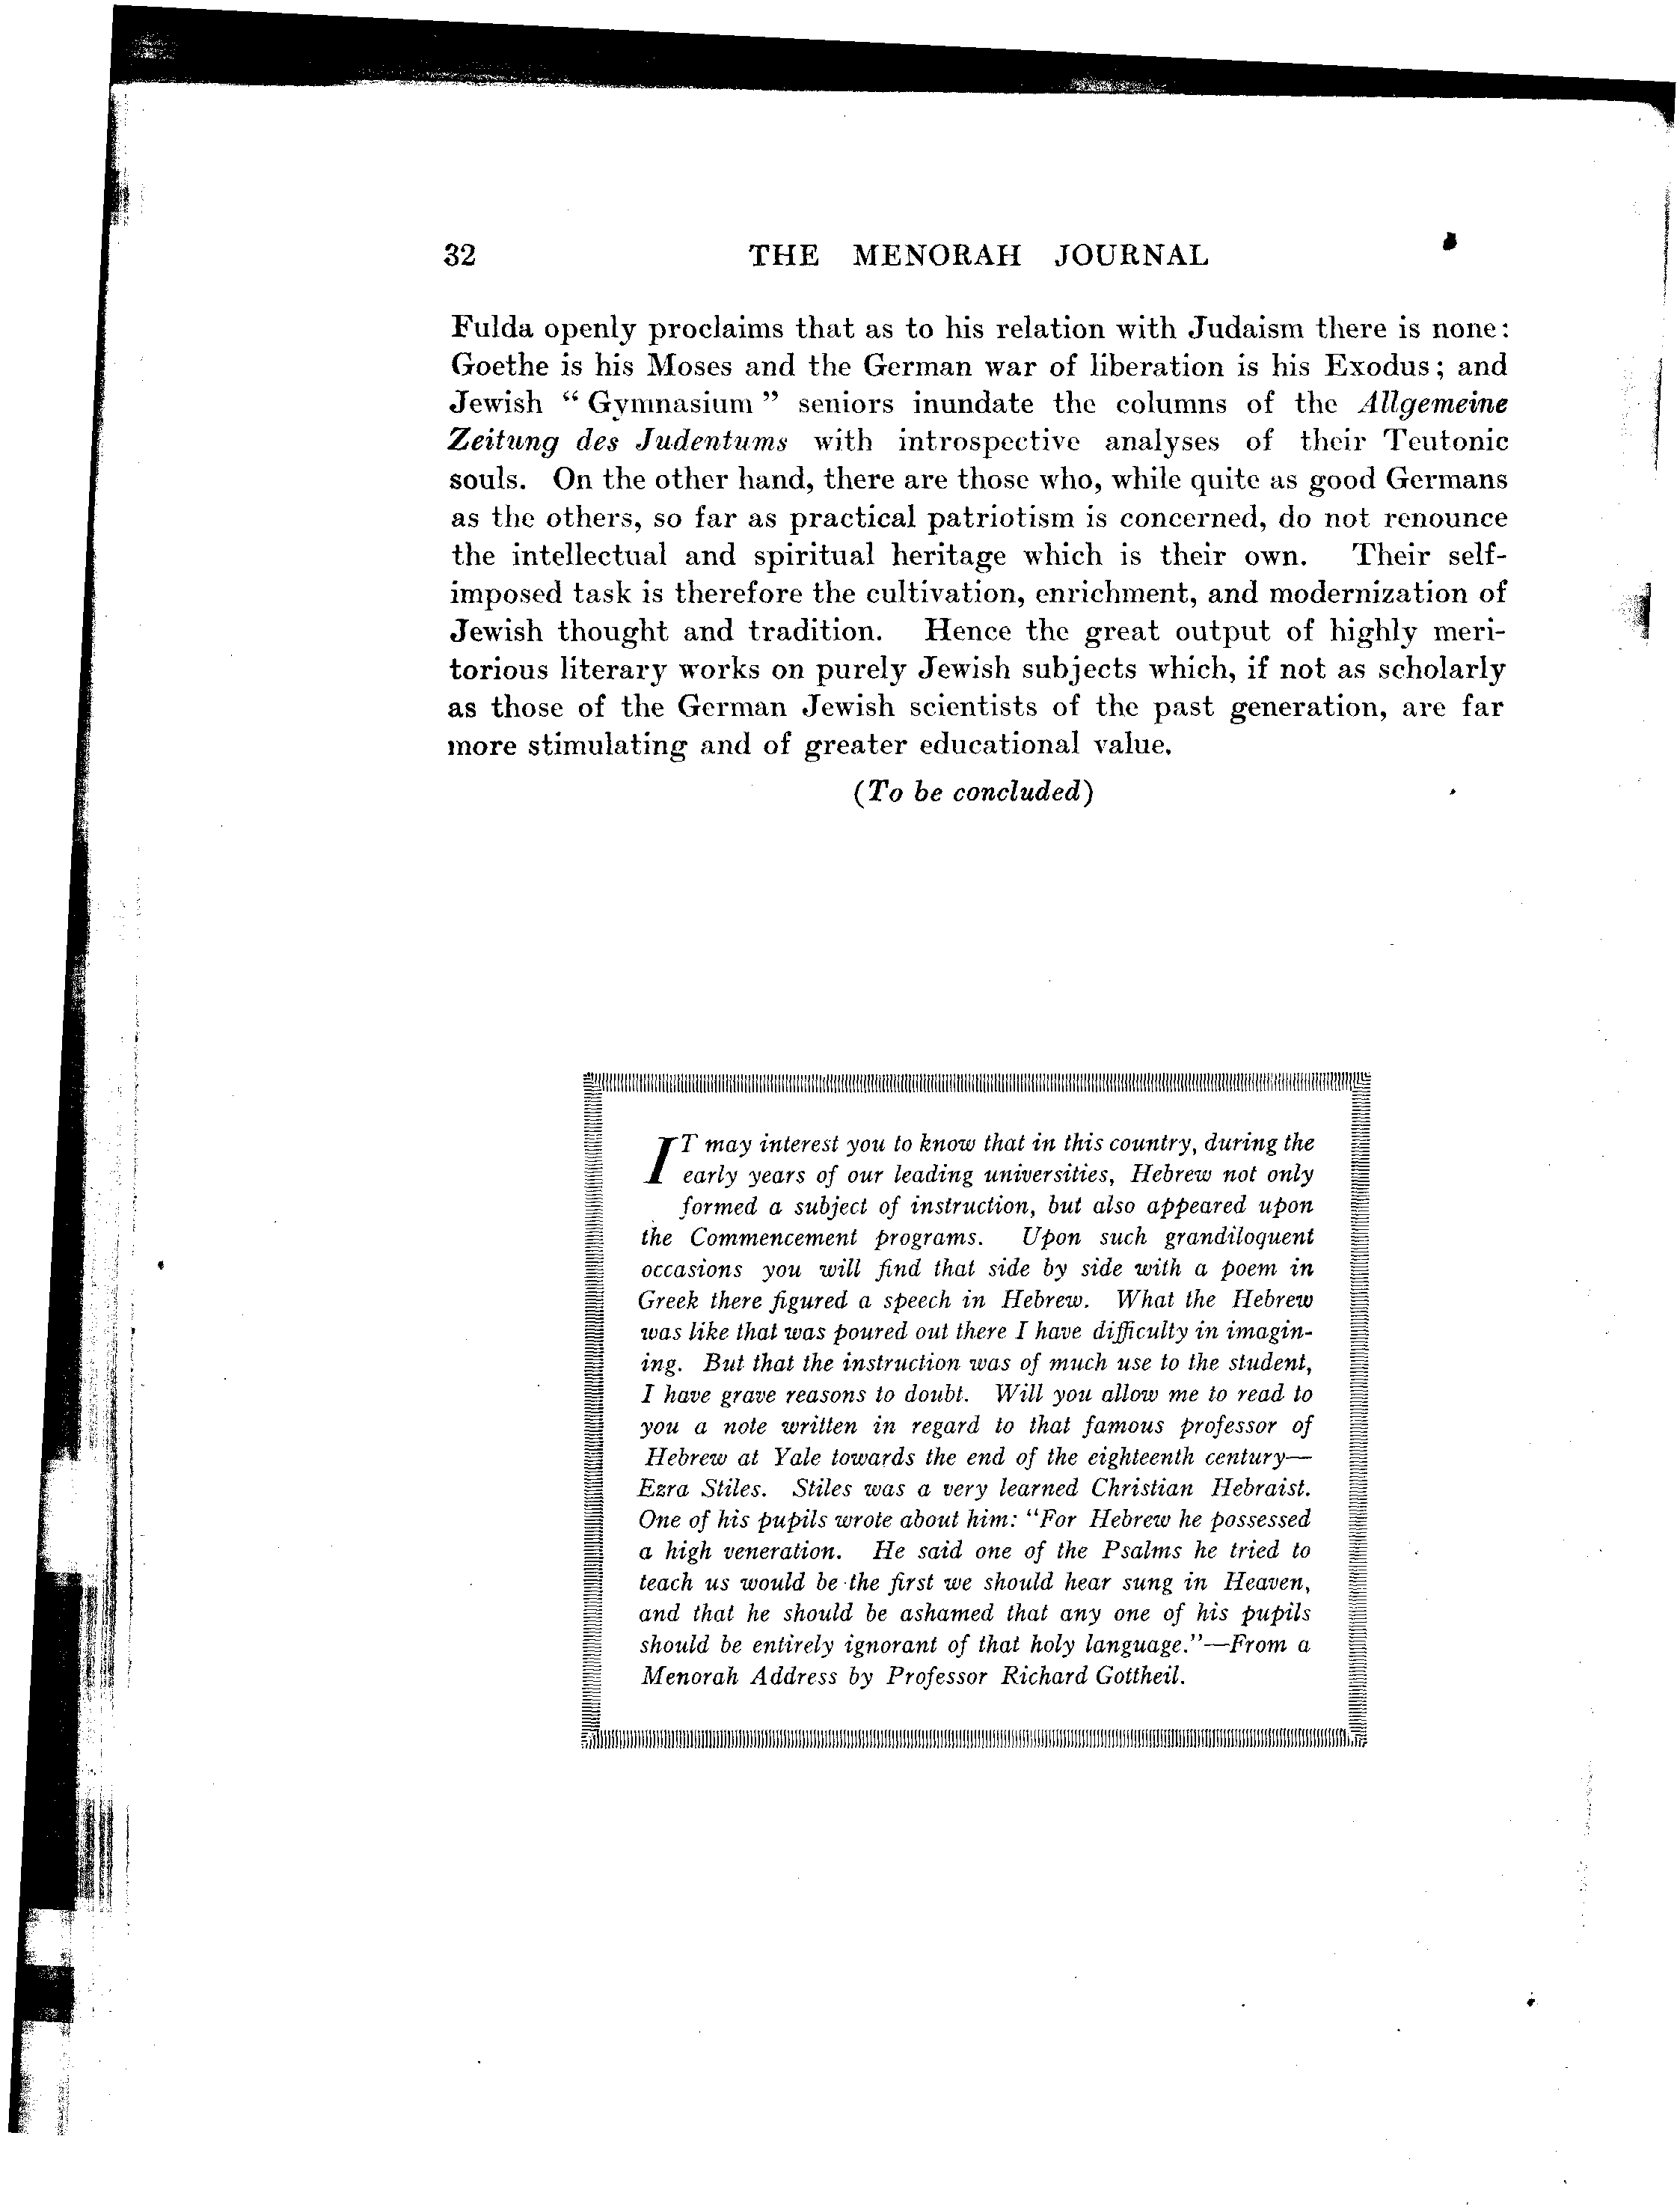 32 THE MENORAH JOURNAL
Fulda openly proclaims that as to his relation with Judaism there is none:
Goethe is his Moses and the German war of liberation is his Exodus; and
Jewish “Gymnasium” seniors inundate the columns of the Allgemeine
Zeitung des Judentums with introspective analyses of their Teutonic
souls. On the other hand, there are those who, while quite as good Germans
as the others, so far as practical patriotism is concerned, do not renounce
the intellectual and spiritual heritage which is their own. Their self-
imposed task is therefore the cultivation, enrichment, and modernization of
Jewish thought and tradition. Hence the great output of highly meri-
torious literary works on purely Jewish subjects which, if not as scholarly
as those of the German Jewish scientists of the past generation, are far
more stimulating and of greater educational value.
(To be concluded)
IT may interest you to know that in this country, during the
early years of our leading universities, Hebrew not only
formed a subject of instruction, but also appeared upon
the Commencement programs. Upon such grandiloquent
occasions you will find that side by side with a poem in
Greek there figured a speech in Hebrew. What the Hebrew
was like that was poured out there I have difficulty in imagin-
ing. But that the instruction was of much use to the student,
I have grave reasons to doubt. Will you allow me to read to
you a note written in regard to that famous professor of
Hebrew at Yale towards the end of the eighteenth century—
Ezra Stiles. Stiles was a very learned Christian Hebraist.
One of his pupils wrote about him: “For Hebrew he possessed
a high veneration. He said one of the Psalms he tried to
teach us would be the first we should hear sung in Heaven,
and that he should be ashamed that any one of his pupils
should be entirely ignorant of that holy language.”—From a
Menorah Address by Professor Richard Gottheil.